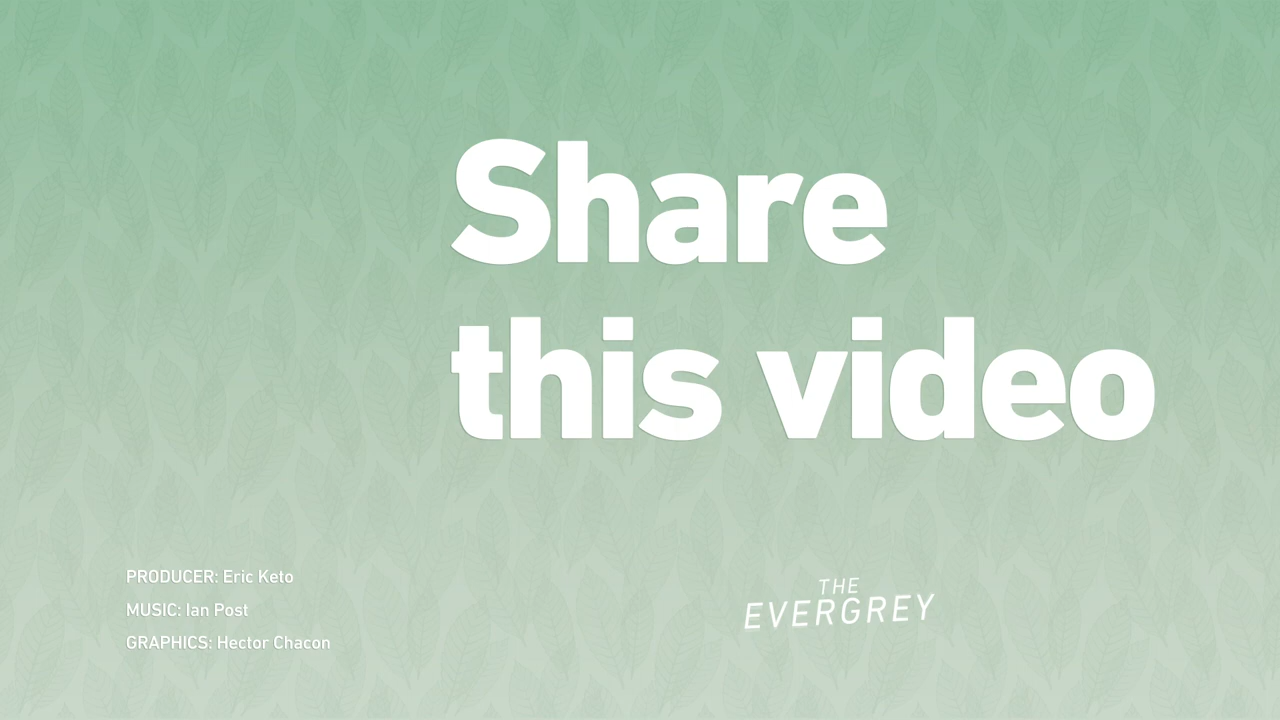 Share
this video
PRODUCER: Eric Keto
MUSIC: Ian Post
GRAPHICS: Hector Chacon
THE
EVERGREY